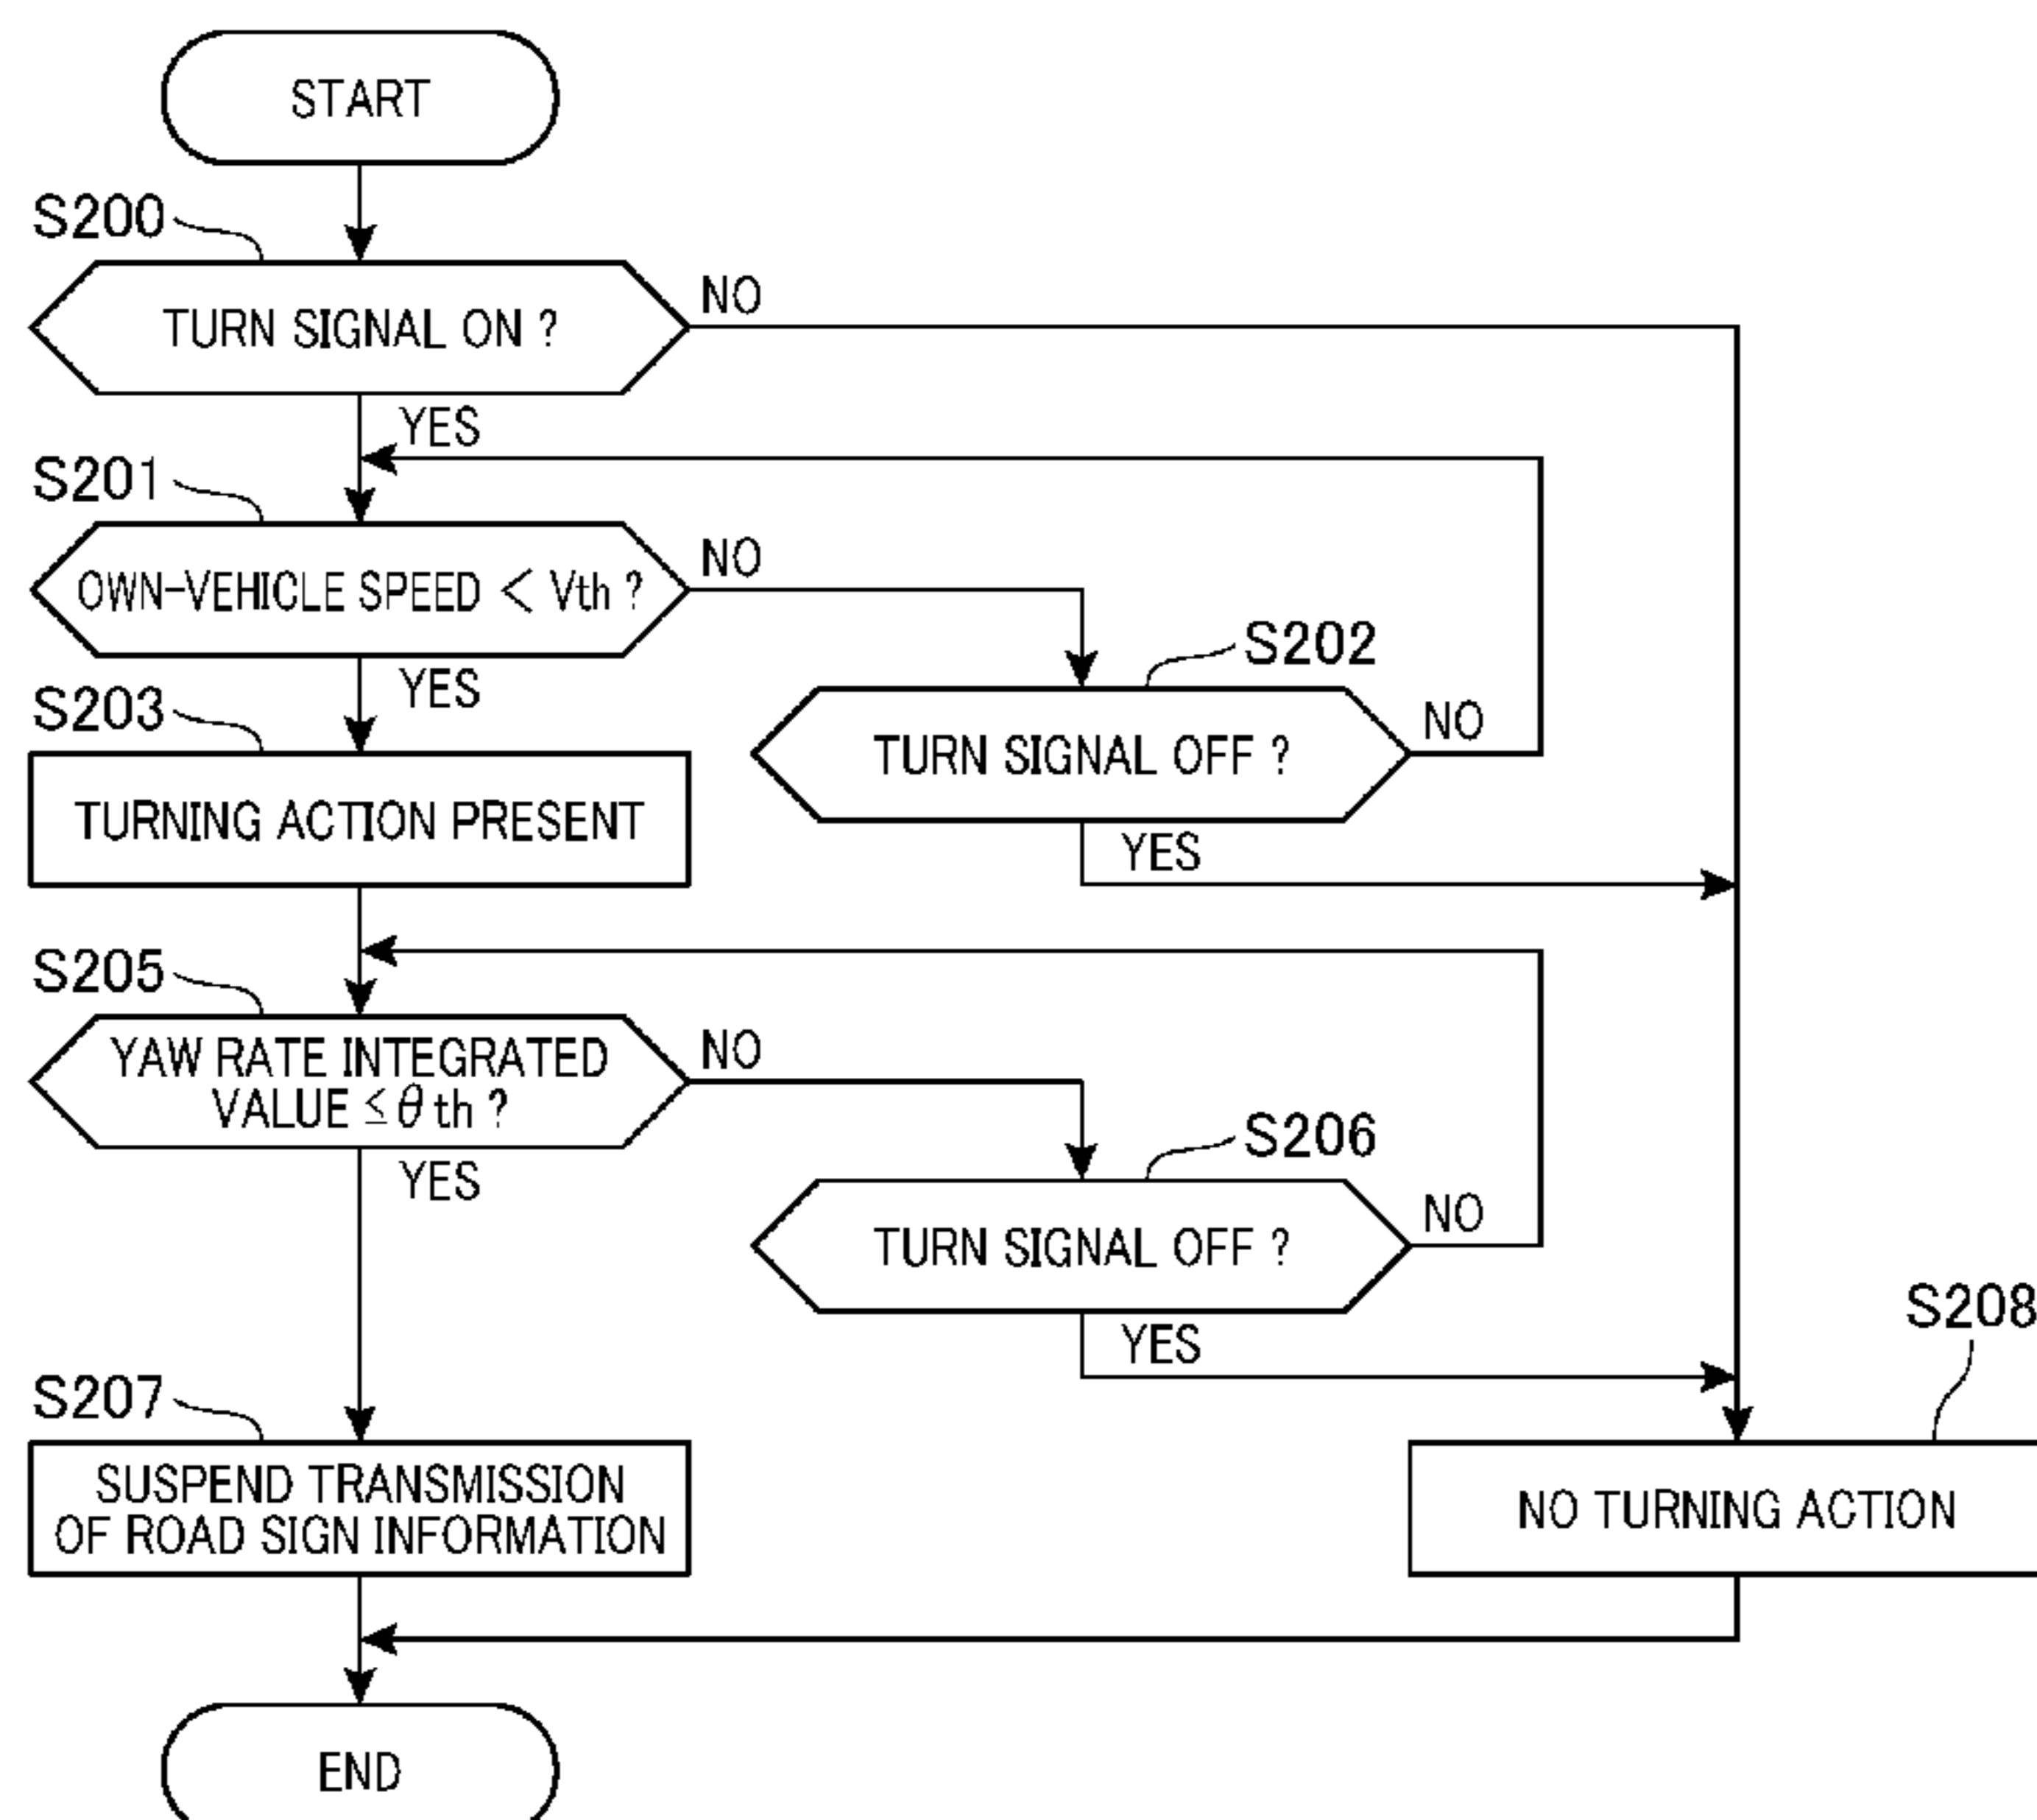 START
S200
TURN SIGNAL ON ?
NO
YES
S201
OWN-VEHICLE SPEED < Vth ?
NO
YES
S202
TURN SIGNAL OFF ?
NO
YES
S203
TURNING ACTION PRESENT
S205
YAW RATE INTEGRATED
VALUE ≦ θth ?
NO
YES
S206
TURN SIGNAL OFF ?
NO
YES
S207
SUSPEND TRANSMISSION
OF ROAD SIGN INFORMATION
S208
NO TURNING ACTION
END